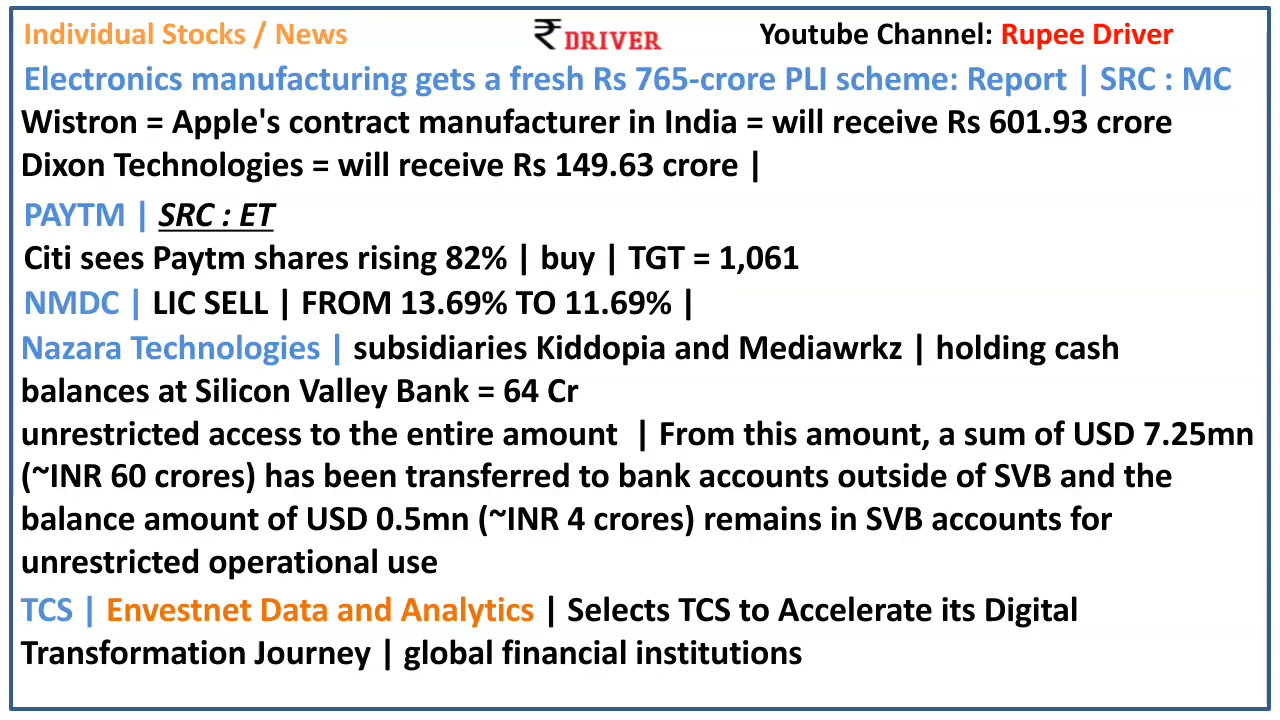 Individual Stocks / News
₹ DRIVER
Youtube Channel: Rupee Driver
Electronics manufacturing gets a fresh Rs 765-crore PLI scheme: Report | SRC : MC
Wistron = Apple's contract manufacturer in India = will receive Rs 601.93 crore
Dixon Technologies = will receive Rs 149.63 crore |
PAYTM | SRC : ET
Citi sees Paytm shares rising 82% | buy | TGT = 1,061
NMDC | LIC SELL | FROM 13.69% TO 11.69% |
Nazara Technologies | subsidiaries Kiddopia and Mediawrkz | holding cash
balances at Silicon Valley Bank = 64 Cr
unrestricted access to the entire amount | From this amount, a sum of USD 7.25mn
(~INR 60 crores) has been transferred to bank accounts outside of SVB and the
balance amount of USD 0.5mn (~INR 4 crores) remains in SVB accounts for
unrestricted operational use
TCS | Envestnet Data and Analytics | Selects TCS to Accelerate its Digital
Transformation Journey | global financial institutions